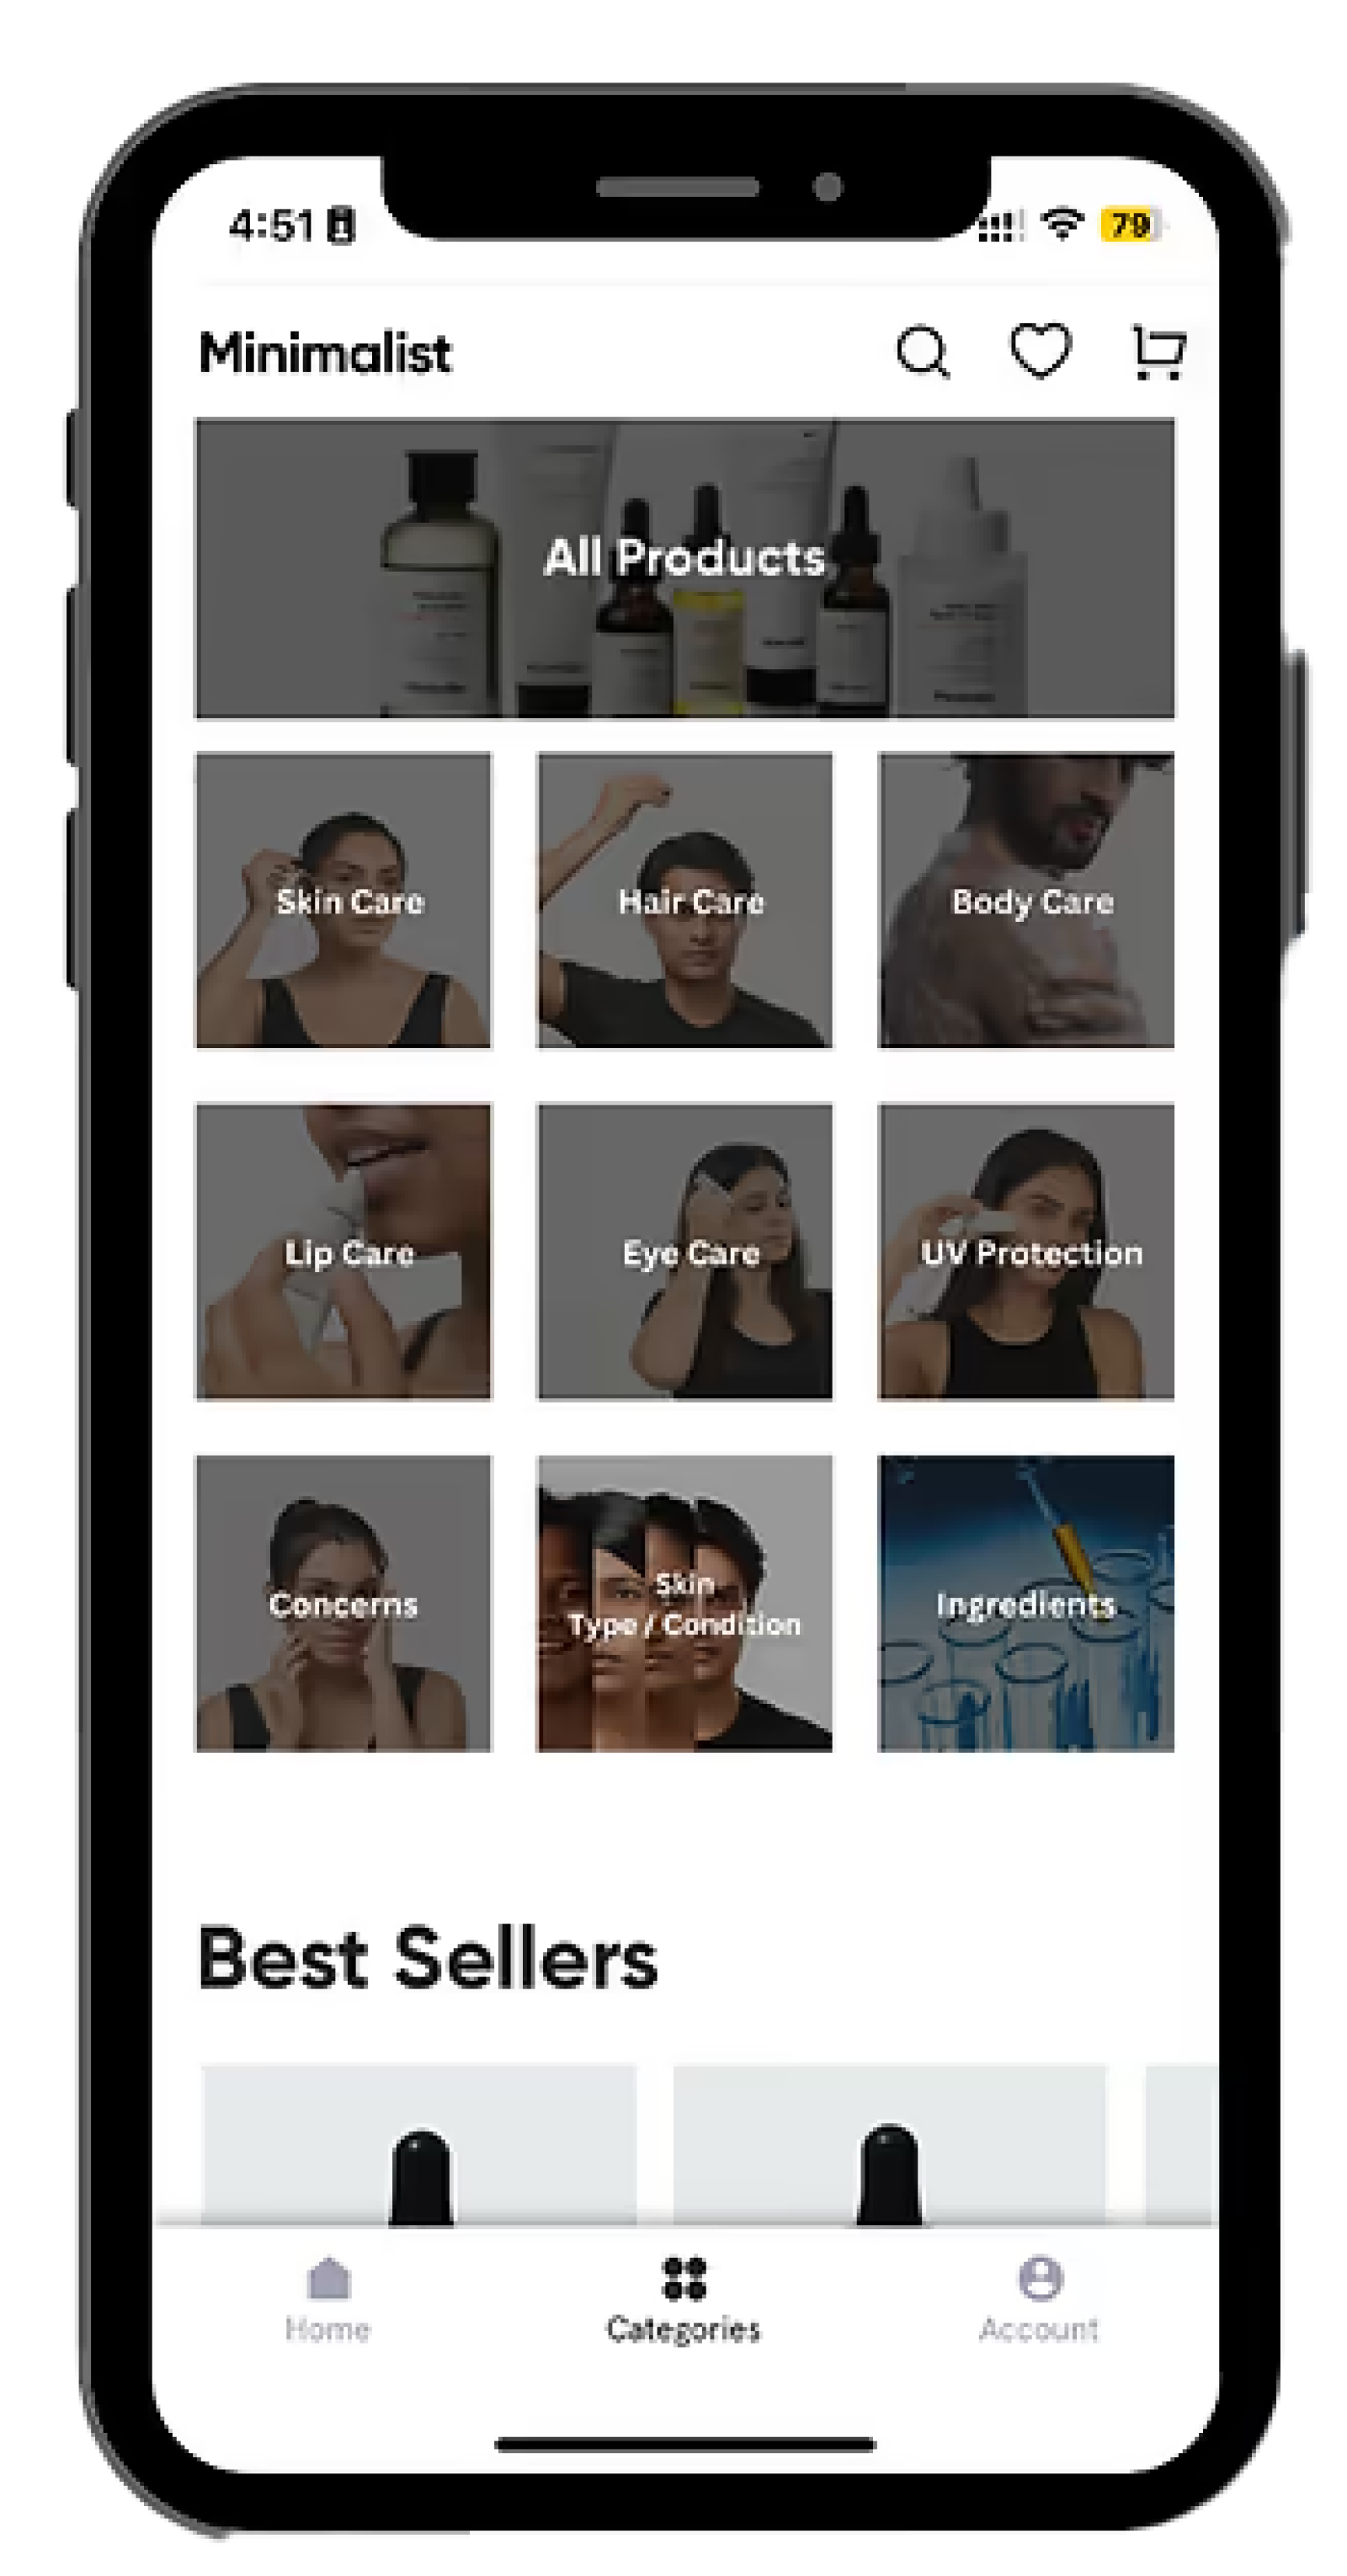 4:51
79
Minimalist
All Products
Skin Care
Hair Care
Body Care
Lip Care
Eye Care
UV Protection
Concerns
Skin
Type / Condition
Ingredients
Best Sellers
Home
Categories
Account